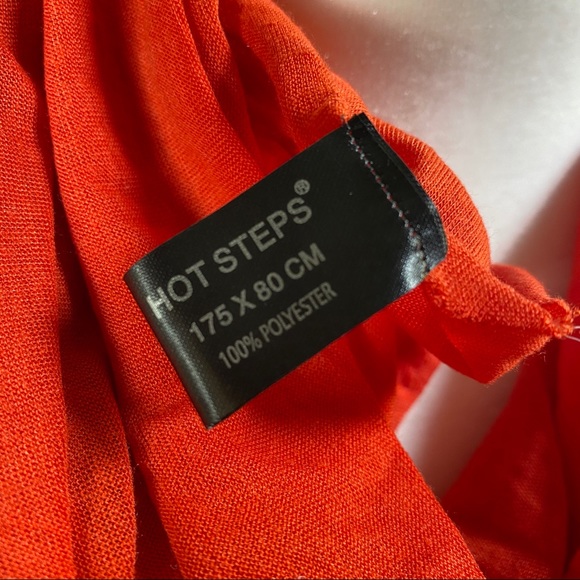 HOT STEPS®
175 X 80 CM
100% POLYESTER